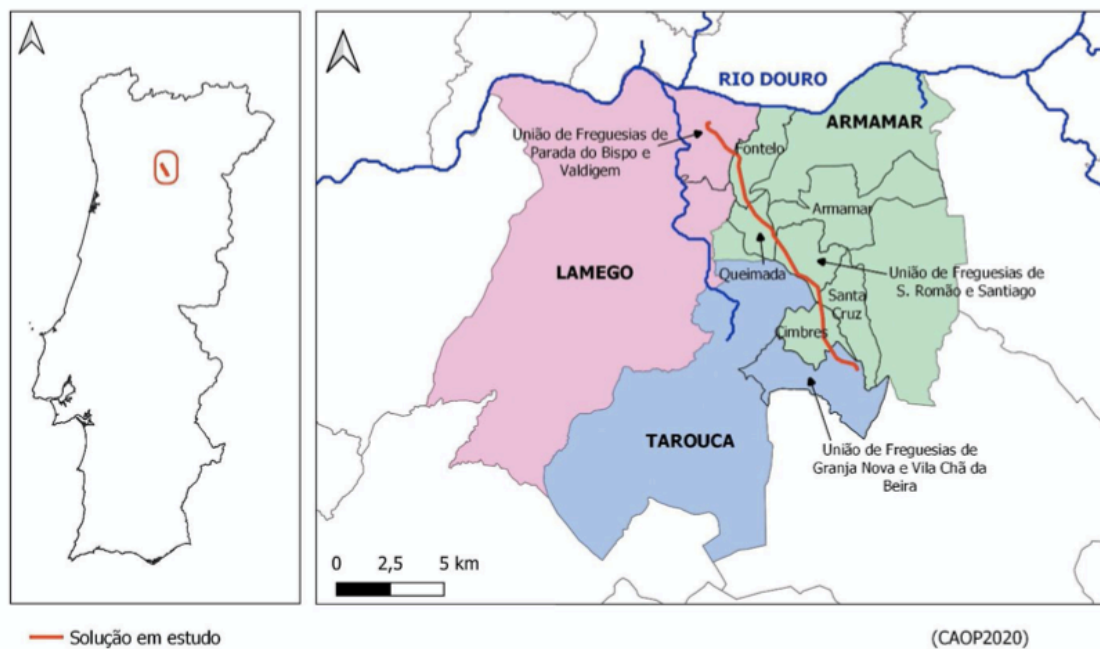 RIO DOURO
ARMAMAR
União de Freguesias de
Parada do Bispo e
Valdigem
Fontelo
Armamar
LAMEGO
Queimada
União de Freguesias de
S. Romão e Santiago
Santa
Cruz
Cimbres
TAROUCA
União de Freguesias de
Granja Nova e Vila Chã da
Beira
0 2,5 5 km
Solução em estudo
(CAOP2020)